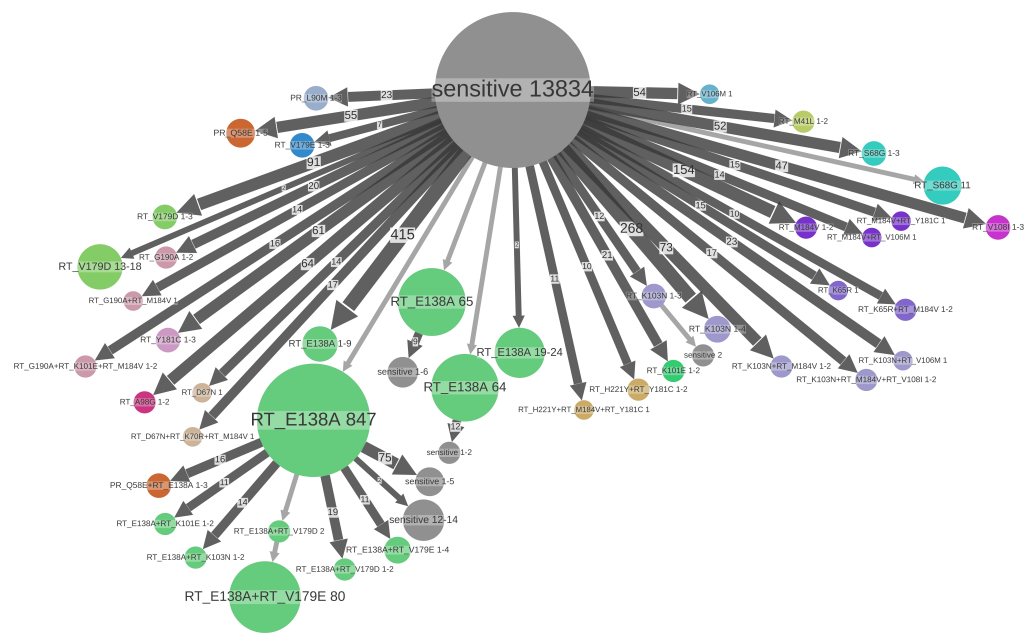 sensitive 13834
PR_L90M 1-3
23
54
RT_V106M 1
PR_Q58E 1-5
55
7
RT_V179E 1-3
15
RT_M41L 1-2
52
RT_S68G 1-3
91
20
154
15
14
47
RT_S68G 11
RT_V179D 1-3
14
61
16
415
12
268
21
73
15
10
23
17
RT_M184V 1-2
RT_M184V+RT_Y181C 1
RT_M184V+RT_V106M 1
RT_V108I 1-3
RT_V179D 13-18
RT_G190A 1-2
64
14
17
11
10
RT_G190A+RT_M184V 1
RT_E138A 65
RT_K103N 1-3
RT_K65R 1
RT_K65R+RT_M184V 1-2
RT_Y181C 1-3
RT_E138A 1-9
RT_E138A 19-24
RT_K103N 1-4
sensitive 2
RT_G190A+RT_K101E+RT_M184V 1-2
sensitive 1-6
RT_E138A 64
RT_K101E 1-2
RT_K103N+RT_M184V 1-2
RT_K103N+RT_V106M 1
RT_K103N+RT_M184V+RT_V108I 1-2
RT_A98G 1-2
RT_D67N 1
RT_H221Y+RT_Y181C 1-2
RT_H221Y+RT_M184V+RT_Y181C 1
RT_E138A 847
12
RT_D67N+RT_K70R+RT_M184V 1
sensitive 1-2
16
75
11
PR_Q58E+RT_E138A 1-3
sensitive 1-5
14
19
11
RT_E138A+RT_K101E 1-2
RT_E138A+RT_V179D 2
sensitive 12-14
RT_E138A+RT_K103N 1-2
RT_E138A+RT_V179E 1-4
RT_E138A+RT_V179D 1-2
RT_E138A+RT_V179E 80